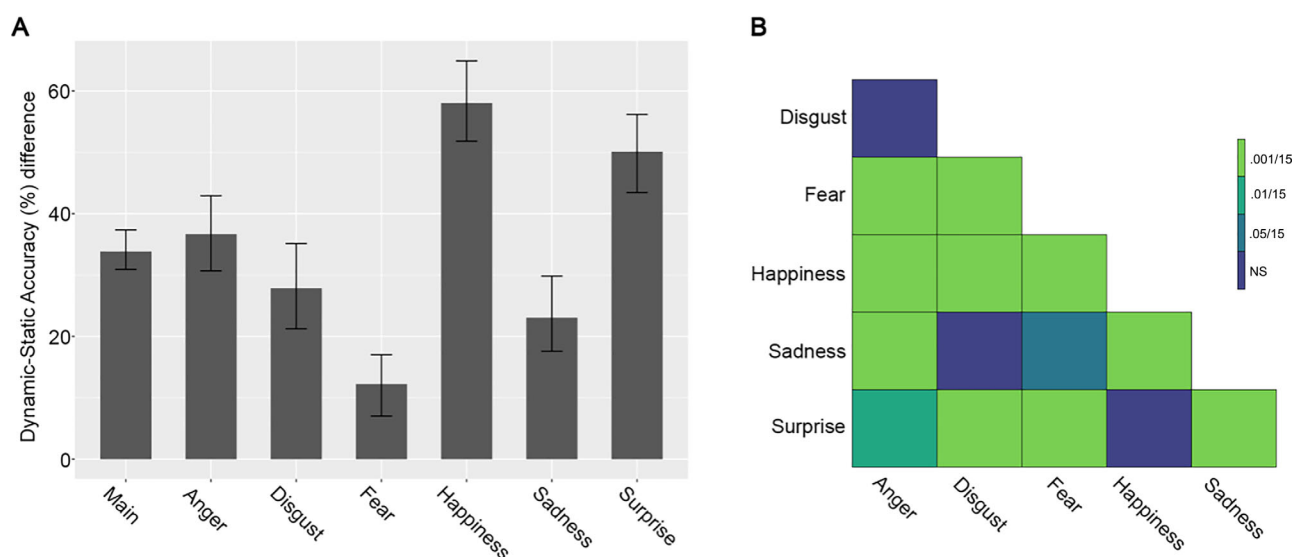 A
Dynamic-Static Accuracy (%) difference
60
40
20
0
Main
Anger
Disgust
Fear
Happiness
Sadness
Surprise
B
Disgust
Fear
Happiness
Sadness
Surprise
Anger
Disgust
Fear
Happiness
Sadness
.001/15
.01/15
.05/15
NS